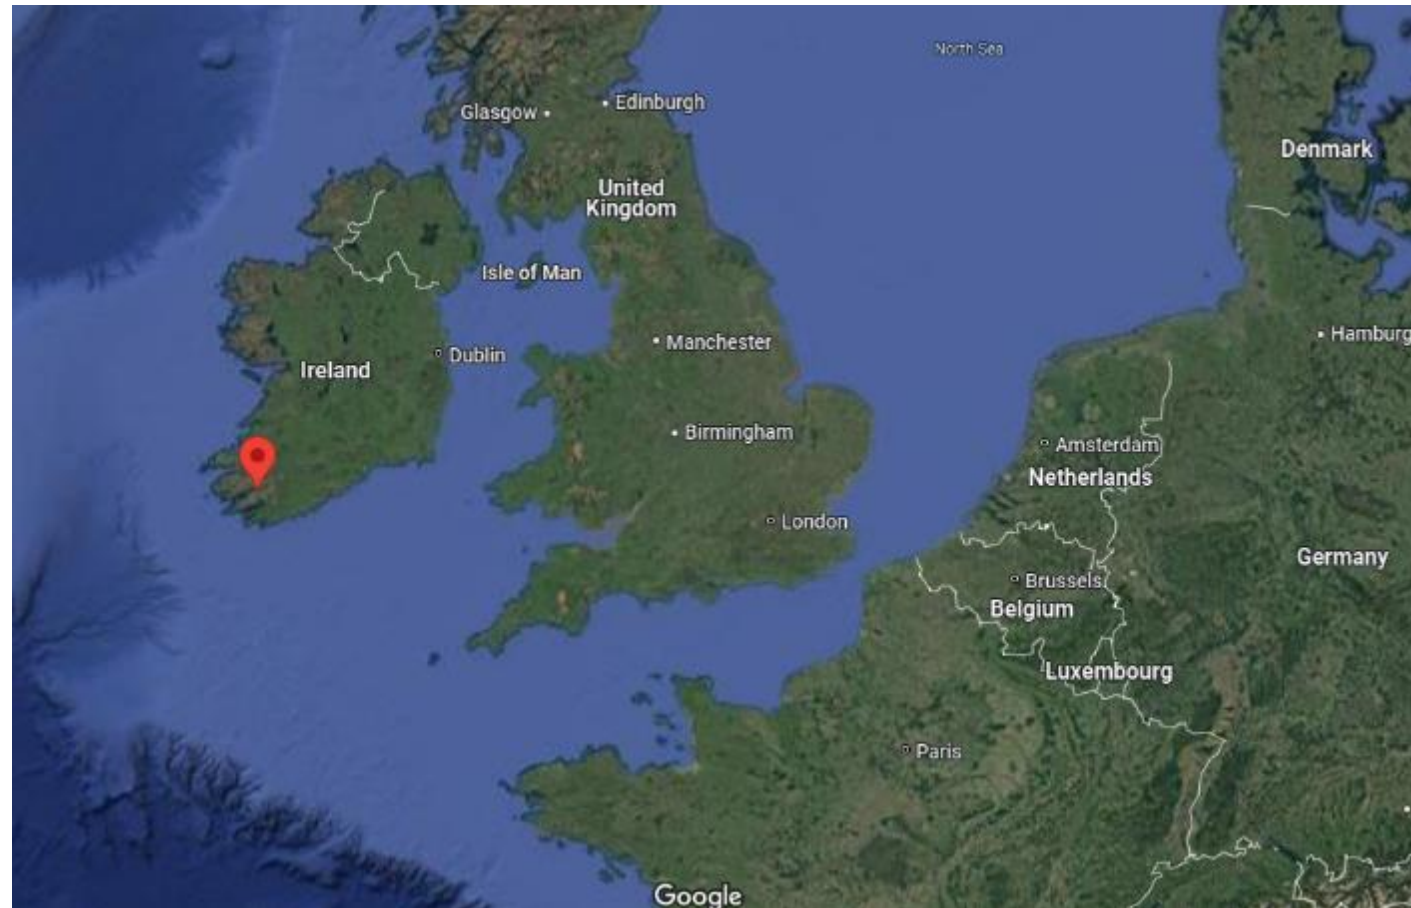 North Sea
Edinburgh
Glasgow
Denmark
United
Kingdom
Isle of Man
Hamburg
Manchester
Dublin
Ireland
Birmingham
Amsterdam
Netherlands
London
Germany
Brussels
Belgium
Luxembourg
Paris
Google